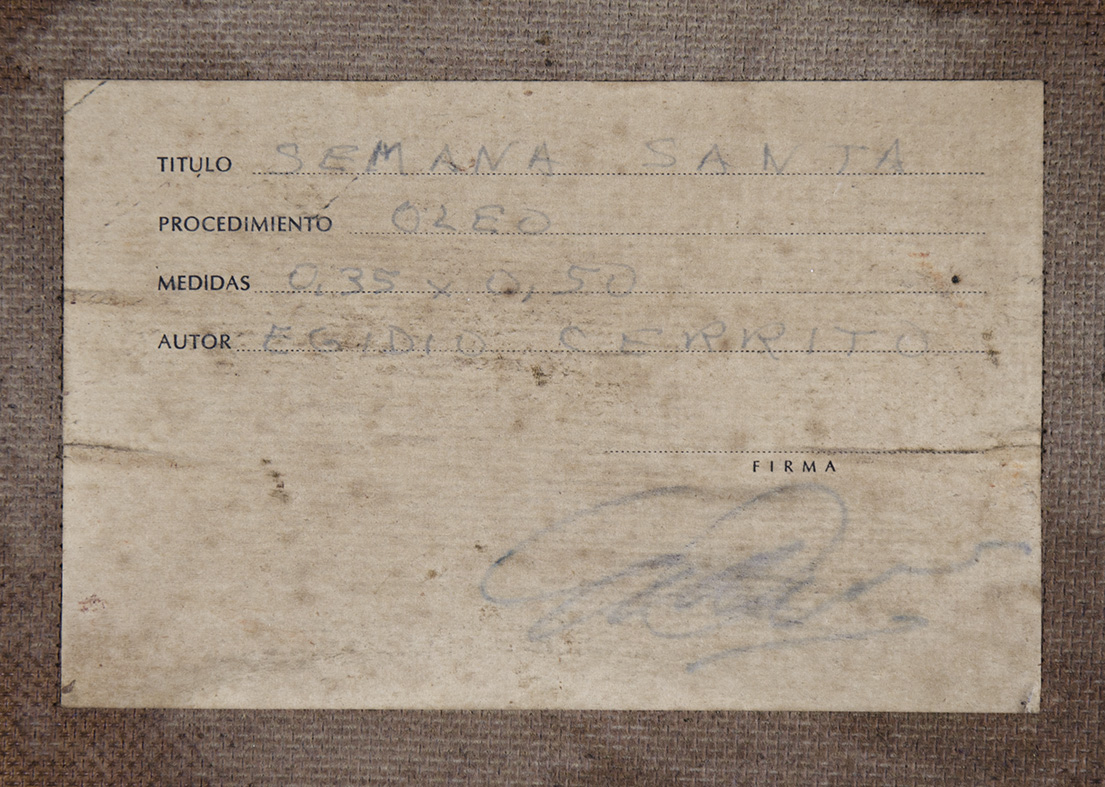 TITULO SEMANA SANTA
PROCEDIMIENTO OLEO
MEDIDAS 0,35 x 0,50
AUTOR EGIDIO CERRITO
FIRMA